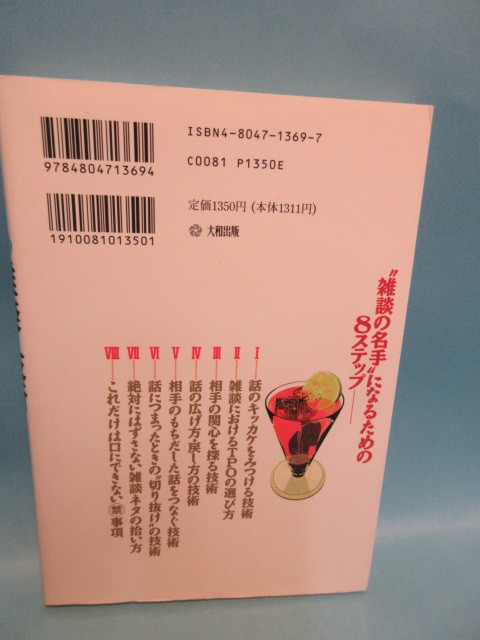 ISBN4-8047-1369-7
9784804713694
C0081 P1350E
定価1350円 (本体1311円)
大和出版
1910081013501
“雑談の名手”になるための
8ステップ——
I……話のキッカケをみつける技術
II……雑談におけるTPOの選び方
III……相手の関心を探る技術
IV……話の広げ方・戻し方の技術
V……相手のもちだした話をつなぐ技術
VI……話につまったときの“切り抜け”の技術
VII……絶対にはずさない雑談ネタの拾い方
VIII……これだけは口にできない㊙事項